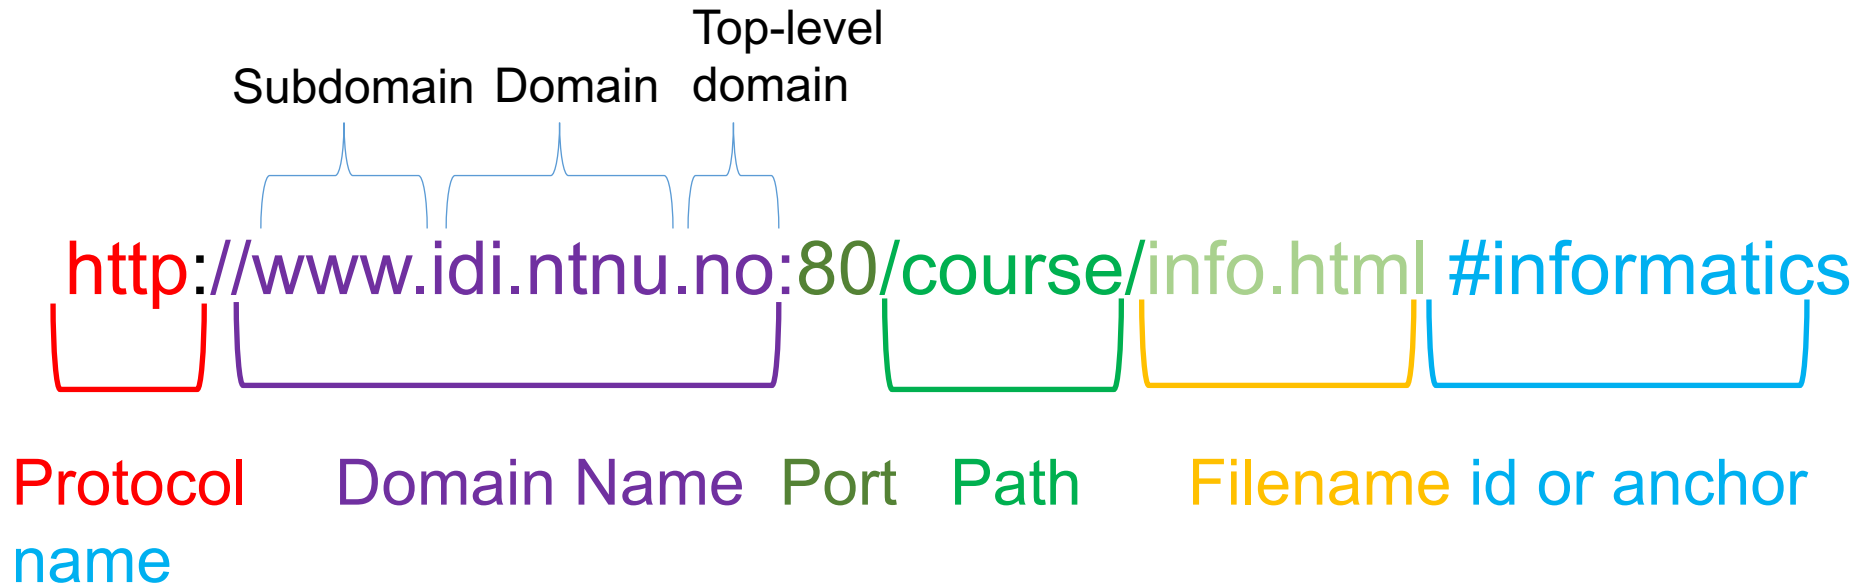 Top-level
Subdomain Domain domain
http://www.idi.ntnu.no:80/course/info.html #informatics
Protocol Domain Name Port Path Filename id or anchor
name